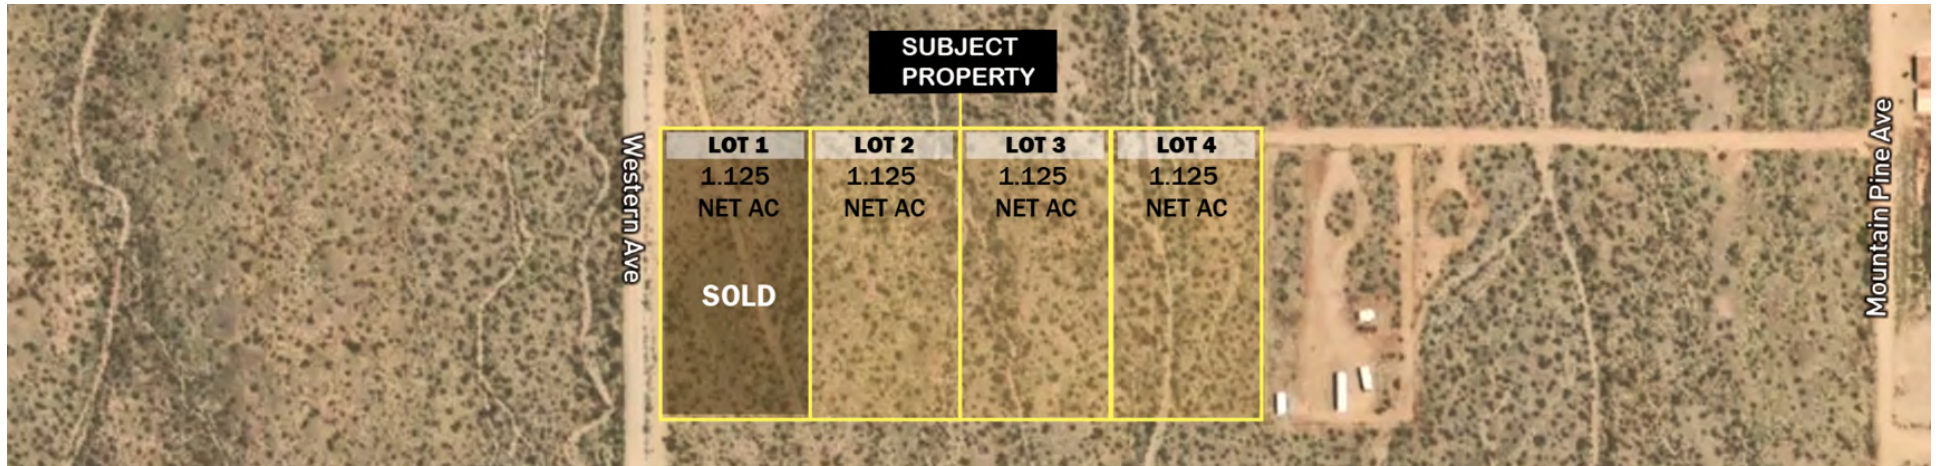 SUBJECT
PROPERTY
LOT 1
1.125
NET AC
SOLD
LOT 2
1.125
NET AC
LOT 3
1.125
NET AC
LOT 4
1.125
NET AC
Western Ave
Mountain Pine Ave